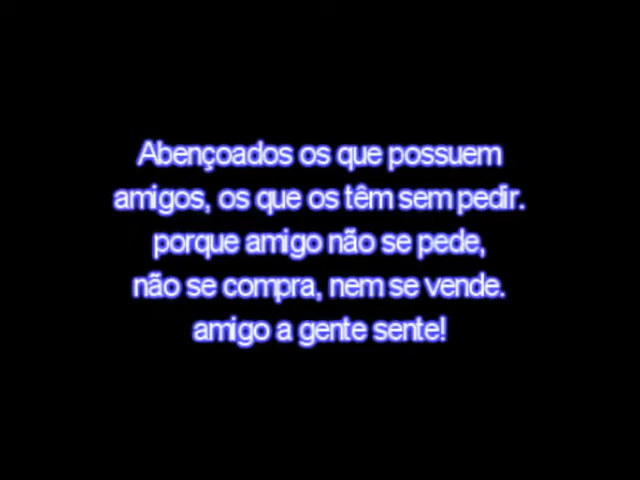 Abençoados os que possuem
amigos, os que os têm sem pedir.
porque amigo não se pede,
não se compra, nem se vende.
amigo a gente sente!